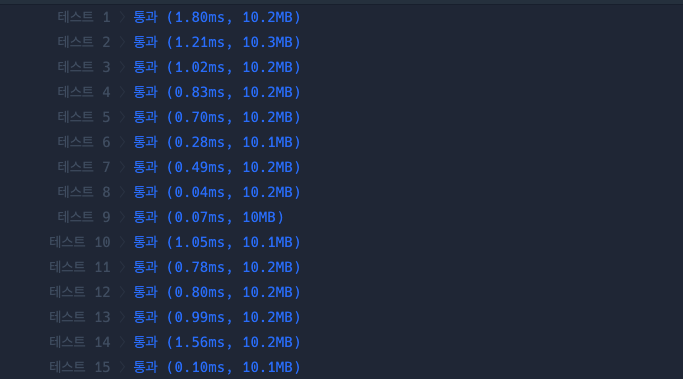 테스트 1 〉 통과 (1.80ms, 10.2MB)
테스트 2 〉 통과 (1.21ms, 10.3MB)
테스트 3 〉 통과 (1.02ms, 10.2MB)
테스트 4 〉 통과 (0.83ms, 10.2MB)
테스트 5 〉 통과 (0.70ms, 10.2MB)
테스트 6 〉 통과 (0.28ms, 10.1MB)
테스트 7 〉 통과 (0.49ms, 10.2MB)
테스트 8 〉 통과 (0.04ms, 10.2MB)
테스트 9 〉 통과 (0.07ms, 10MB)
테스트 10 〉 통과 (1.05ms, 10.1MB)
테스트 11 〉 통과 (0.78ms, 10.2MB)
테스트 12 〉 통과 (0.80ms, 10.2MB)
테스트 13 〉 통과 (0.99ms, 10.2MB)
테스트 14 〉 통과 (1.56ms, 10.2MB)
테스트 15 〉 통과 (0.10ms, 10.1MB)